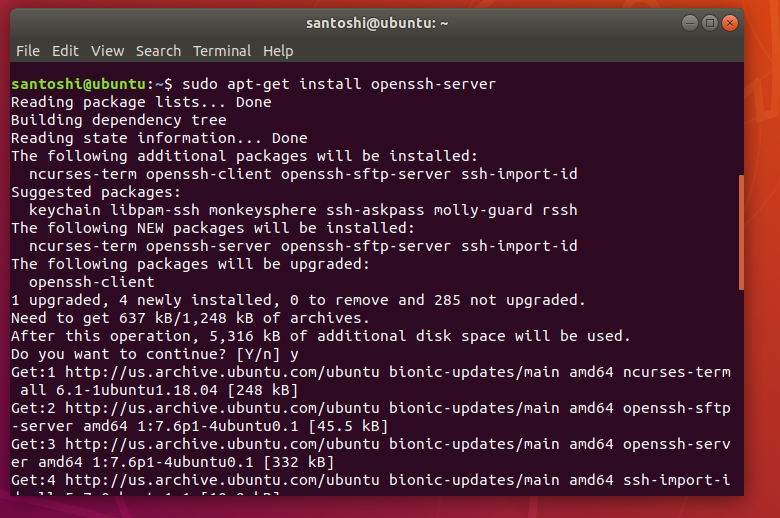 santoshi@ubuntu: ~
File Edit View Search Terminal Help
santoshi@ubuntu:~$ sudo apt-get install openssh-server
Reading package lists... Done
Building dependency tree
Reading state information... Done
The following additional packages will be installed:
  ncurses-term openssh-client openssh-sftp-server ssh-import-id
Suggested packages:
  keychain libpam-ssh monkeysphere ssh-askpass molly-guard rssh
The following NEW packages will be installed:
  ncurses-term openssh-server openssh-sftp-server ssh-import-id
The following packages will be upgraded:
  openssh-client
1 upgraded, 4 newly installed, 0 to remove and 285 not upgraded.
Need to get 637 kB/1,248 kB of archives.
After this operation, 5,316 kB of additional disk space will be used.
Do you want to continue? [Y/n] y
Get:1 http://us.archive.ubuntu.com/ubuntu bionic-updates/main amd64 ncurses-term
 all 6.1-1ubuntu1.18.04 [248 kB]
Get:2 http://us.archive.ubuntu.com/ubuntu bionic-updates/main amd64 openssh-sftp
-server amd64 1:7.6p1-4ubuntu0.1 [45.5 kB]
Get:3 http://us.archive.ubuntu.com/ubuntu bionic-updates/main amd64 openssh-serv
er amd64 1:7.6p1-4ubuntu0.1 [332 kB]
Get:4 http://us.archive.ubuntu.com/ubuntu bionic-updates/main amd64 ssh-import-i